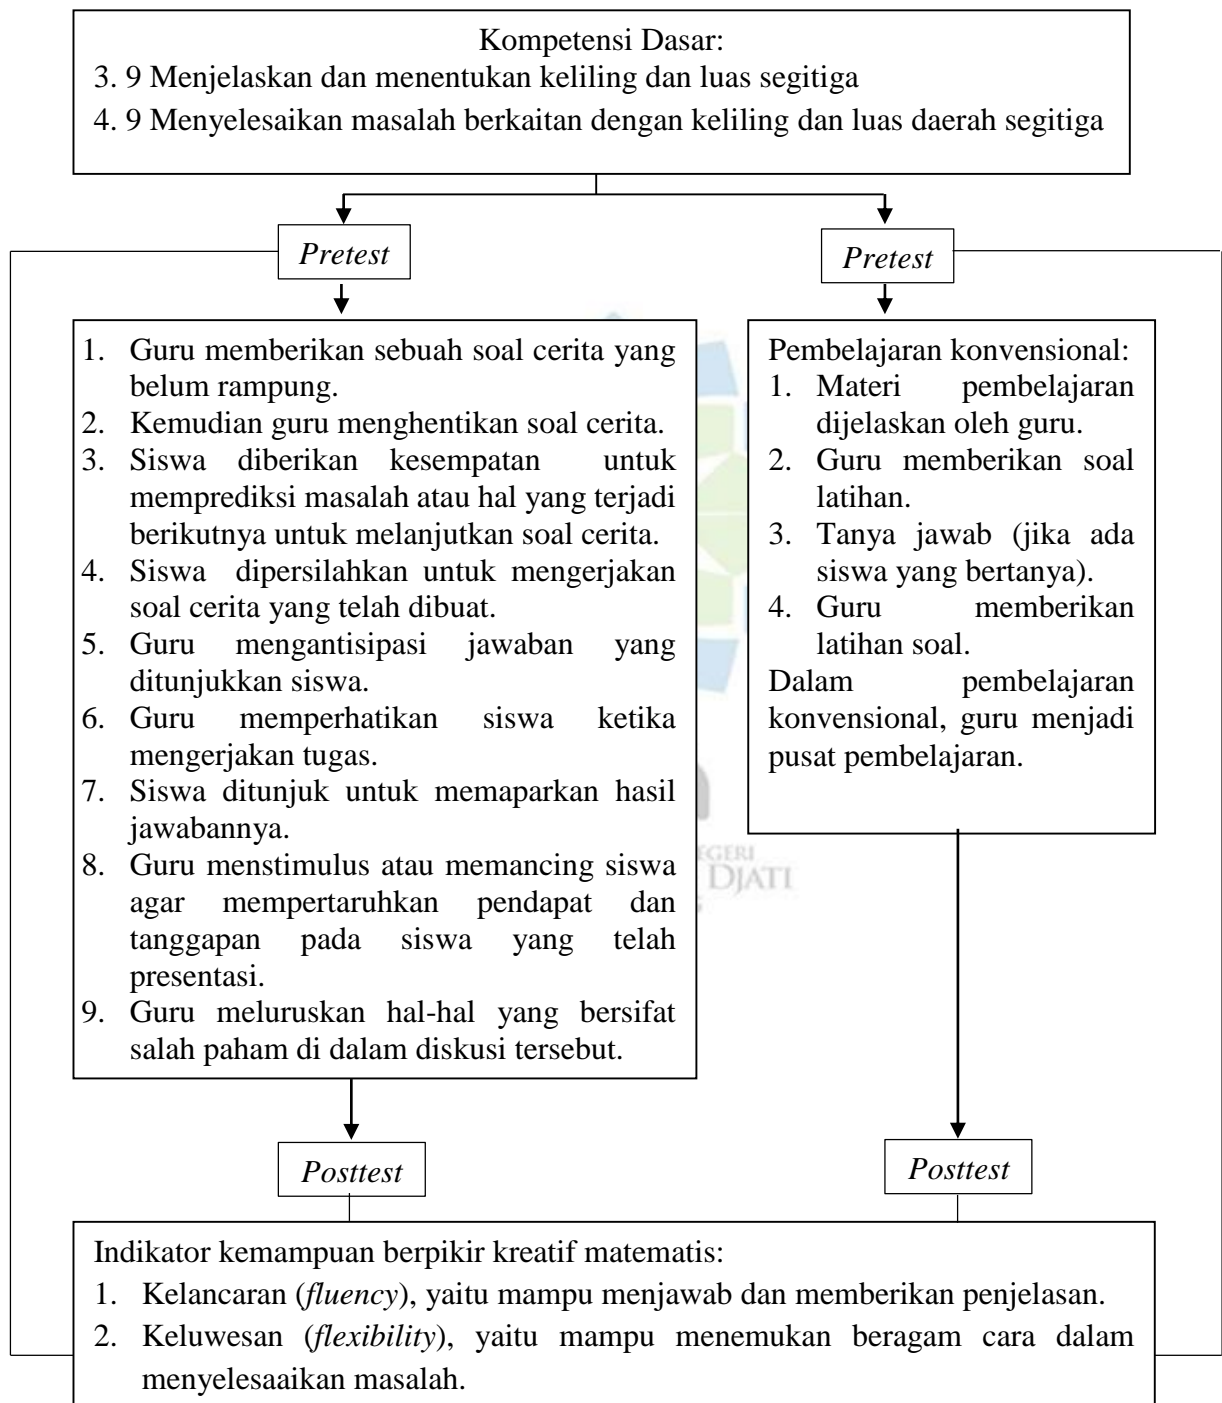 Kompetensi Dasar:
3. 9 Menjelaskan dan menentukan keliling dan luas segitiga
4. 9 Menyelesaikan masalah berkaitan dengan keliling dan luas daerah segitiga
Pretest
Pretest
1. Guru memberikan sebuah soal cerita yang
belum rampung.
2. Kemudian guru menghentikan soal cerita.
3. Siswa diberikan kesempatan untuk
memprediksi masalah atau hal yang terjadi
berikutnya untuk melanjutkan soal cerita.
4. Siswa dipersilahkan untuk mengerjakan
soal cerita yang telah dibuat.
5. Guru mengantisipasi jawaban yang
ditunjukkan siswa.
6. Guru memperhatikan siswa ketika
mengerjakan tugas.
7. Siswa ditunjuk untuk memaparkan hasil
jawabannya.
8. Guru menstimulus atau memancing siswa
agar mempertaruhkan pendapat dan
tanggapan pada siswa yang telah
presentasi.
9. Guru meluruskan hal-hal yang bersifat
salah paham di dalam diskusi tersebut.
Pembelajaran konvensional:
1. Materi pembelajaran
dijelaskan oleh guru.
2. Guru memberikan soal
latihan.
3. Tanya jawab (jika ada
siswa yang bertanya).
4. Guru memberikan
latihan soal.
Dalam pembelajaran
konvensional, guru menjadi
pusat pembelajaran.
EGERI
DJATI
Posttest
Posttest
Indikator kemampuan berpikir kreatif matematis:
1. Kelancaran (fluency), yaitu mampu menjawab dan memberikan penjelasan.
2. Keluwesan (flexibility), yaitu mampu menemukan beragam cara dalam
menyelesaaikan masalah.